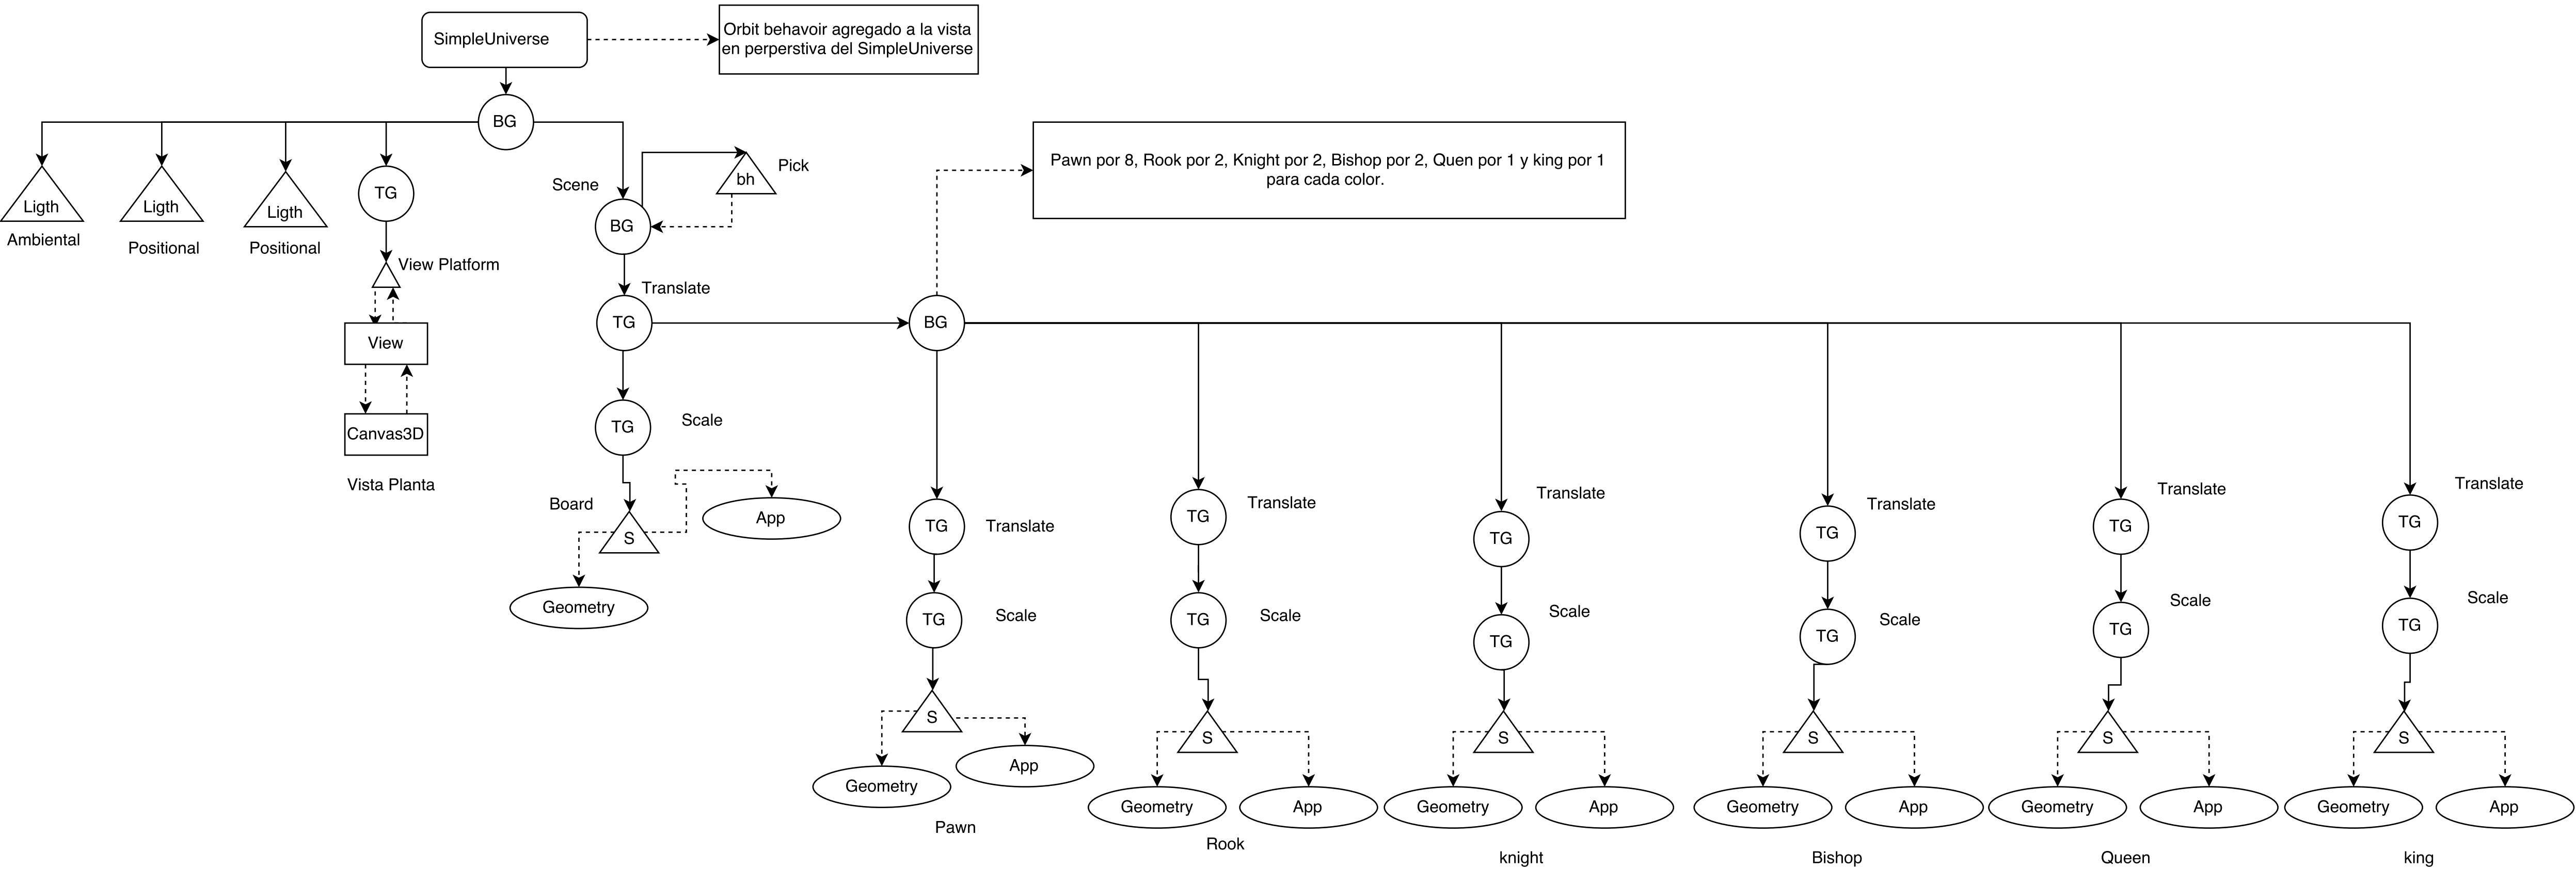 SimpleUniverse
Orbit behavoir agregado a la vista
en perperstiva del SimpleUniverse
BG
Ligth
Ambiental
Ligth
Positional
Ligth
Positional
TG
View Platform
View
Canvas3D
Vista Planta
Scene
BG
bh
Pick
Translate
TG
TG
Scale
Board
S
App
Geometry
BG
Pawn por 8, Rook por 2, Knight por 2, Bishop por 2, Quen por 1 y king por 1
para cada color.
TG
Translate
TG
Scale
S
Geometry
App
Pawn
TG
Translate
TG
Scale
S
Geometry
App
Rook
TG
Translate
TG
Scale
S
Geometry
App
knight
TG
Translate
TG
Scale
S
Geometry
App
Bishop
TG
Translate
TG
Scale
S
Geometry
App
Queen
TG
Translate
TG
Scale
S
Geometry
App
king